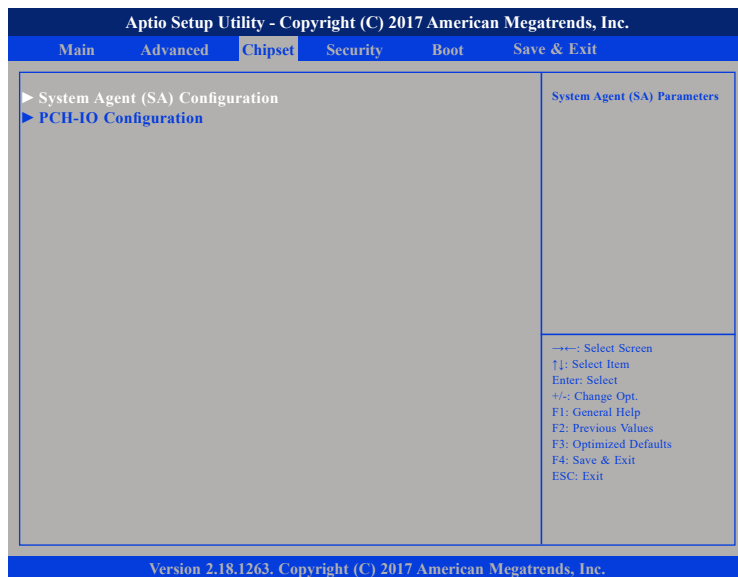 Aptio Setup Utility - Copyright (C) 2017 American Megatrends, Inc.
Main Advanced Chipset Security Boot Save & Exit
► System Agent (SA) Configuration
► PCH-IO Configuration
System Agent (SA) Parameters
→←: Select Screen
↑↓: Select Item
Enter: Select
+/-: Change Opt.
F1: General Help
F2: Previous Values
F3: Optimized Defaults
F4: Save & Exit
ESC: Exit
Version 2.18.1263. Copyright (C) 2017 American Megatrends, Inc.